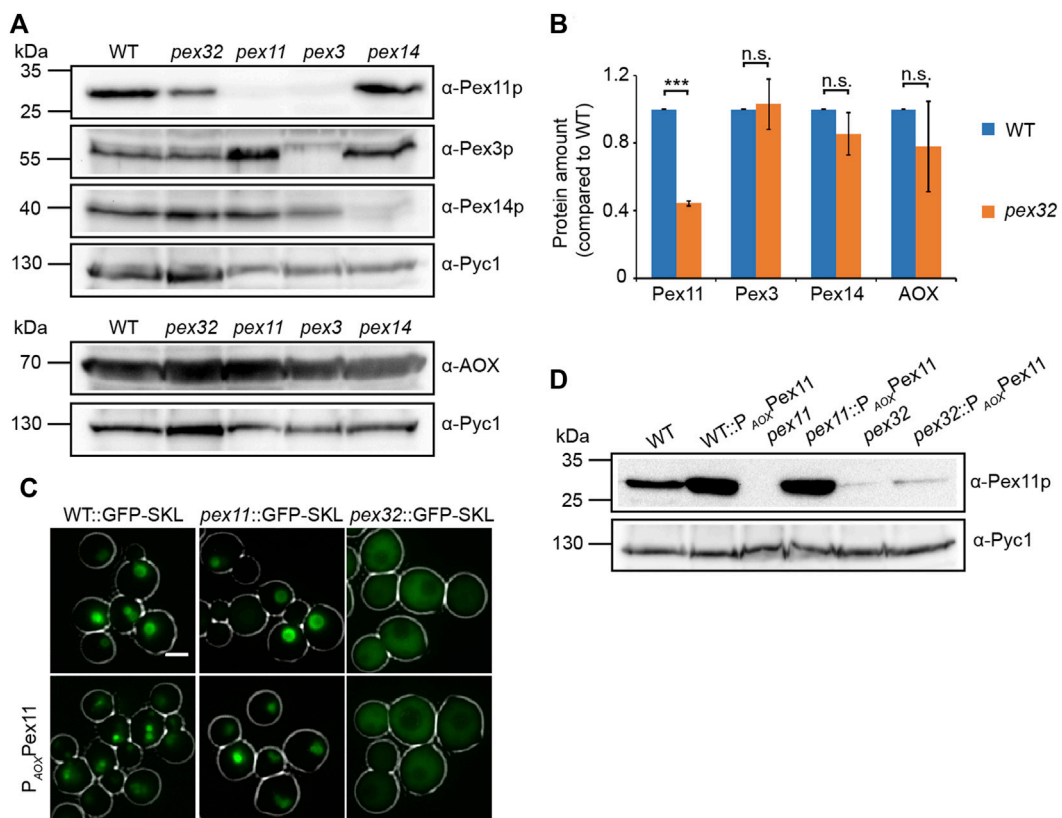 A
kDa WT pex32 pex11 pex3 pex14
35
25
α-Pex11p
55
α-Pex3p
40
α-Pex14p
130
α-Pyc1
kDa WT pex32 pex11 pex3 pex14
70
α-AOX
130
α-Pyc1
B
Protein amount
(compared to WT)
1.2
0.8
0.4
0
*** n.s. n.s. n.s.
Pex11 Pex3 Pex14 AOX
WT
pex32
C
WT::GFP-SKL pex11::GFP-SKL pex32::GFP-SKL
PAOXPex11
D
kDa WT WT::PAOXPex11 pex11 pex11::PAOXPex11 pex32 pex32::PAOXPex11
35
25
α-Pex11p
130
α-Pyc1